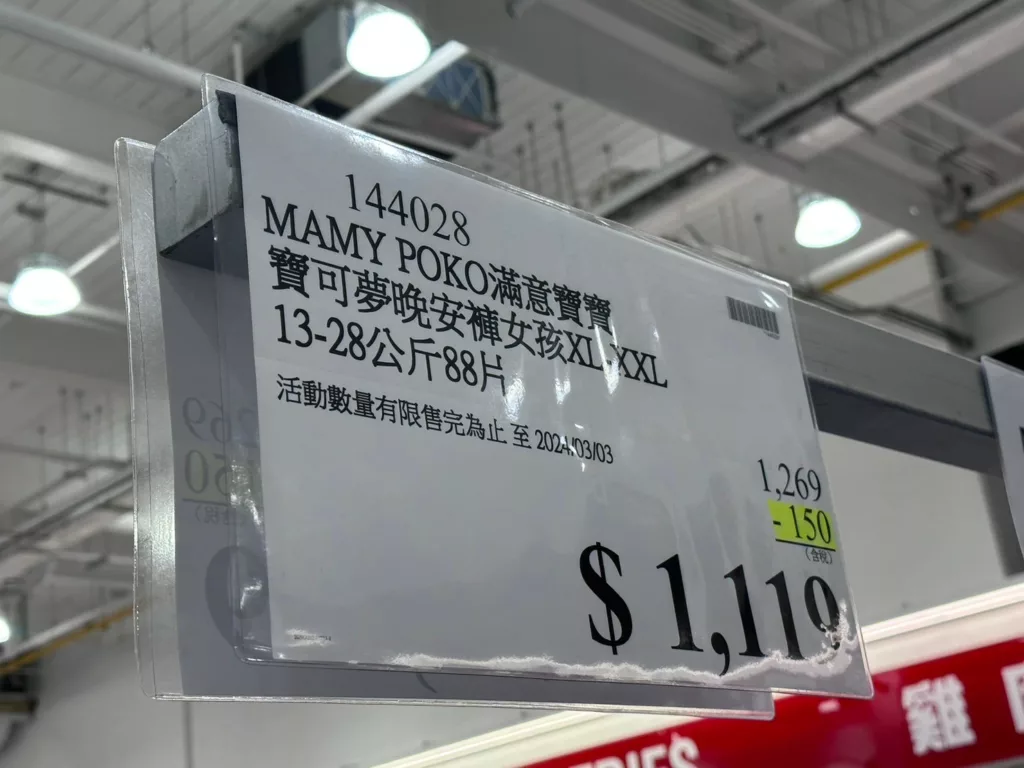 144028
MAMY POKO滿意寶寶
寶可夢晚安褲女孩XL-XXL
13-28公斤88片
活動數量有限售完為止 至 2024/03/03
1,269
- 150
(含稅)
$ 1,119
雞